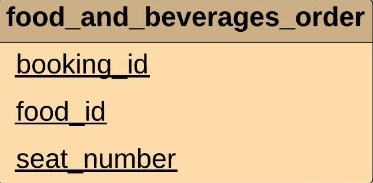 food_and_beverages_order
booking_id
food_id
seat_number